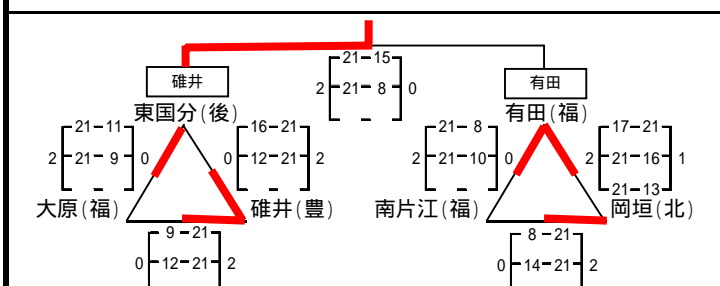 21-15
碓井 2 21-8 0 有田
-
東国分(後) 有田(福)
21-11 16-21 21-8 17-21
2 21-9 0 0 12-21 2 2 21-10 0 2 21-16 1
- - - 21-13
大原(福) 碓井(豊) 南片江(福) 岡垣(北)
9-21 8-21
0 12-21 2 0 14-21 2